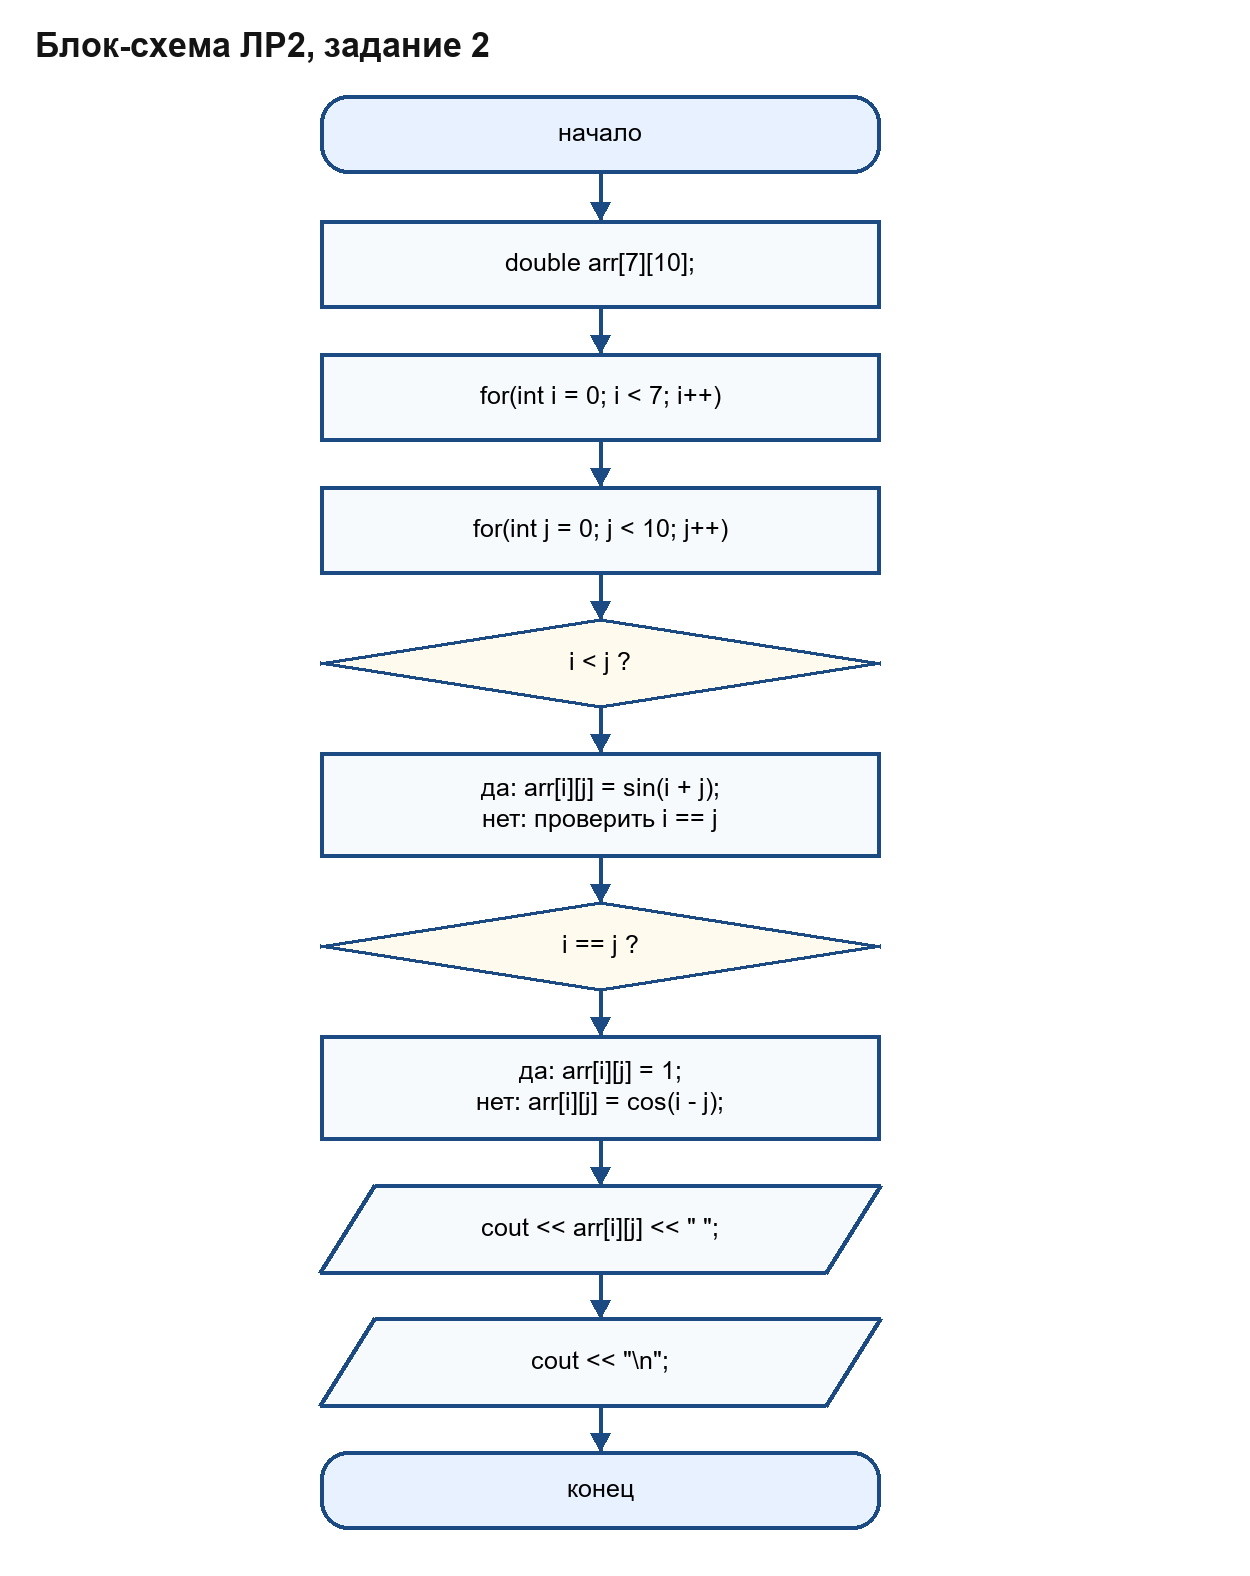 Блок-схема ЛР2, задание 2
начало
double arr[7][10];
for(int i = 0; i < 7; i++)
for(int j = 0; j < 10; j++)
i < j ?
да: arr[i][j] = sin(i + j);
нет: проверить i == j
i == j ?
да: arr[i][j] = 1;
нет: arr[i][j] = cos(i - j);
cout << arr[i][j] << " ";
cout << "\n";
конец